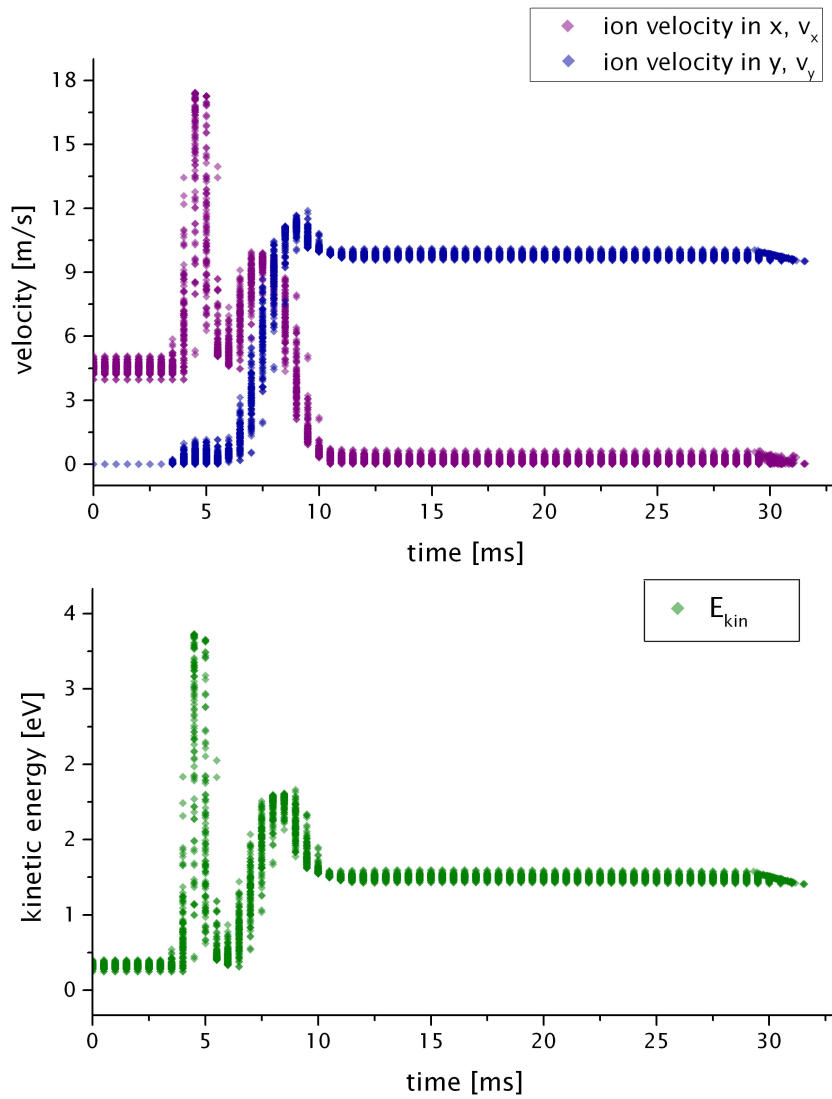 ion velocity in x, vx
ion velocity in y, vy
velocity [m/s]
18
15
12
9
6
3
0
0 5 10 15 20 25 30
time [ms]
Ekin
kinetic energy [eV]
4
3
2
2
1
0
0 5 10 15 20 25 30
time [ms]